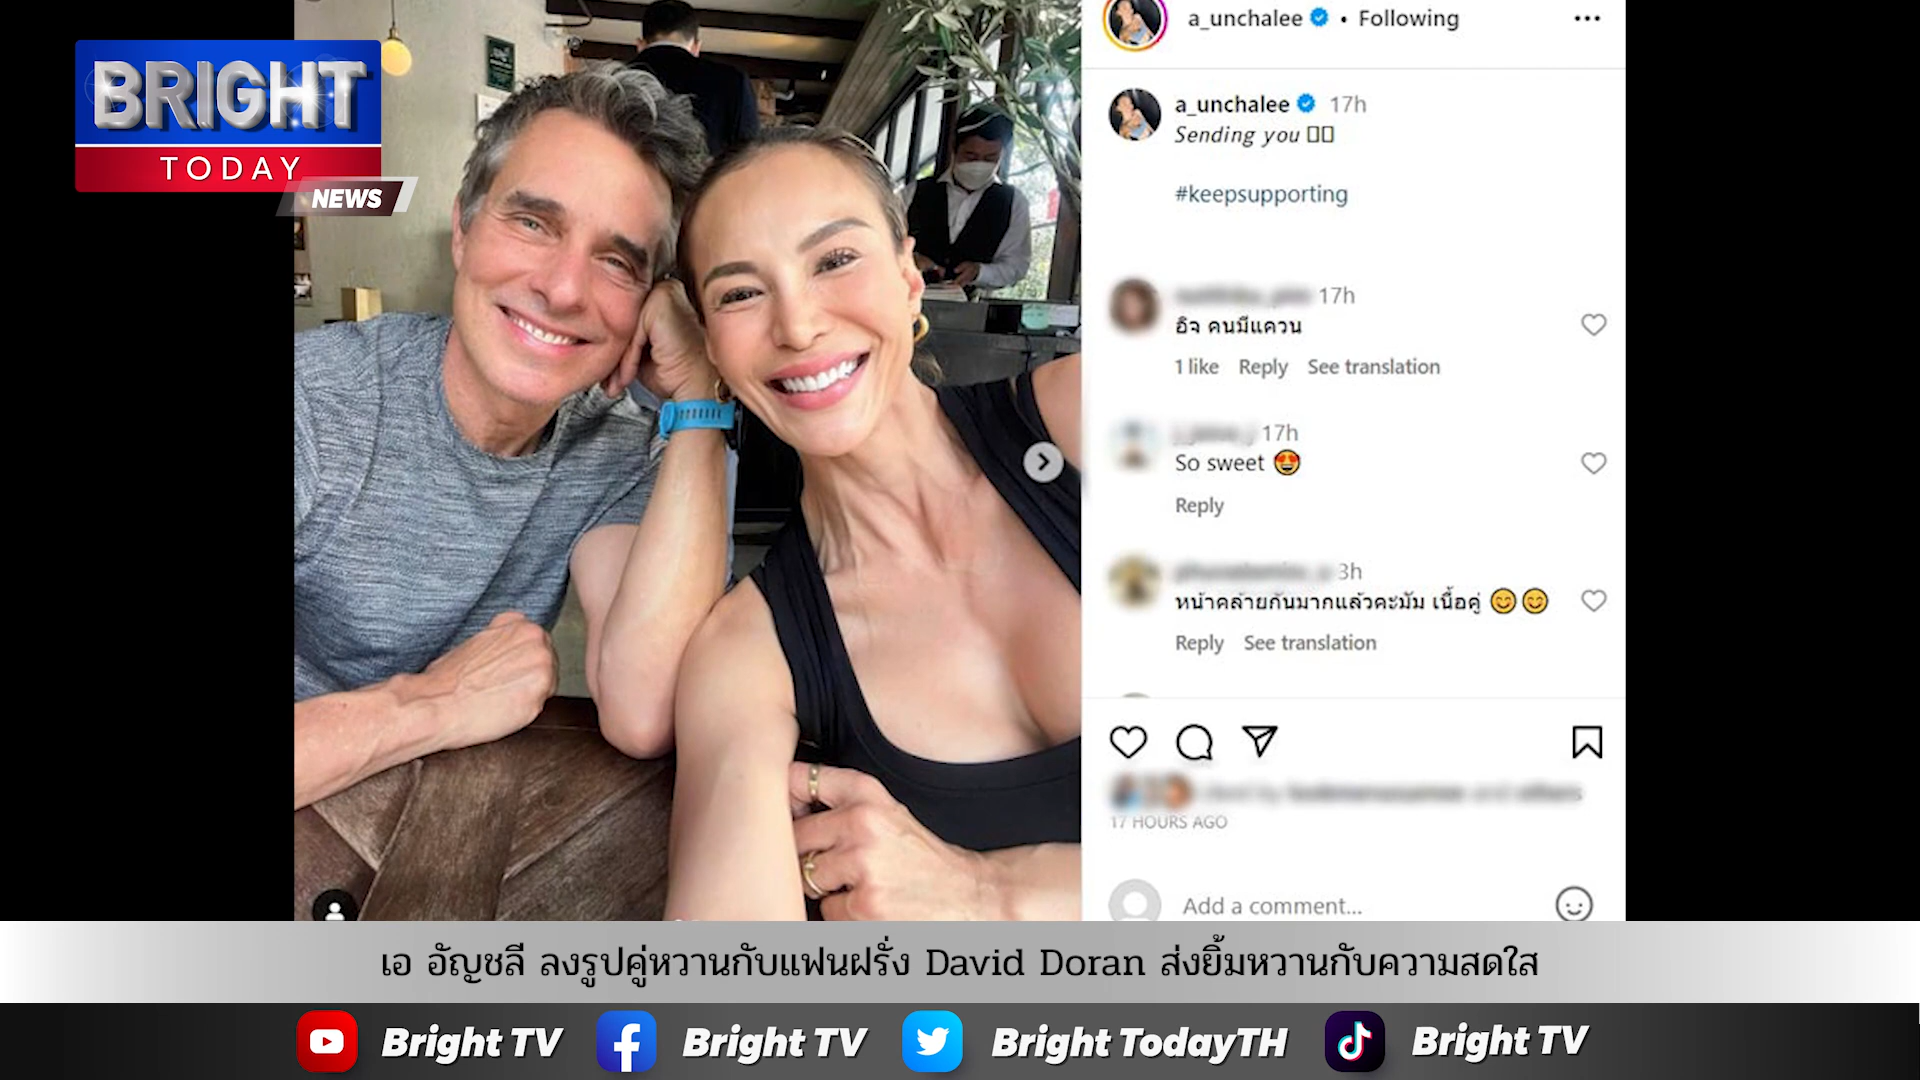 BRIGHT
TODAY
NEWS
a_unchalee • Following
a_unchalee 17h
Sending you
#keepsupporting
17h
อิจ คนมีแควน
1 like Reply See translation
17h
So sweet 😍
Reply
3h
หน้าคล้ายกันมากแล้วคะมัม เนื้อคู่ 😊😊
Reply See translation
17 HOURS AGO
Add a comment...
เอ อัญชลี ลงรูปคู่หวานกับแฟนฝรั่ง David Doran ส่งยิ้มหวานกับความสดใส
Bright TV Bright TV Bright TodayTH Bright TV